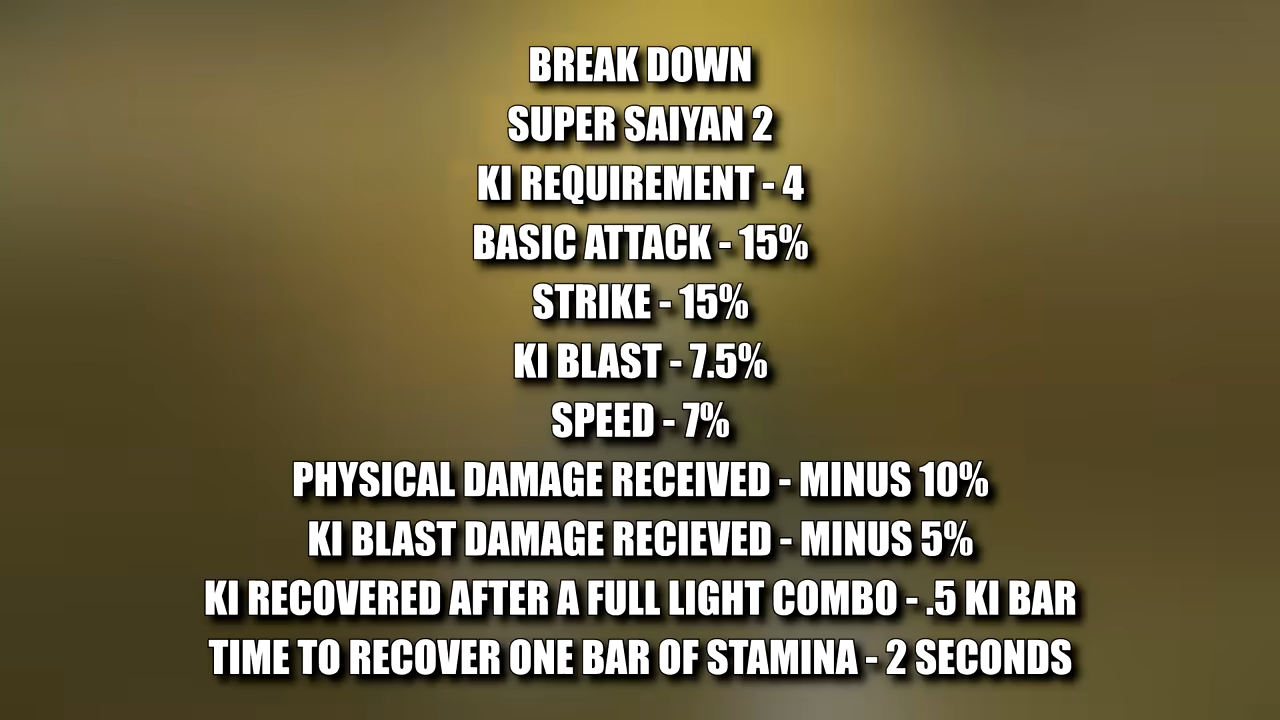 BREAK DOWN
SUPER SAIYAN 2
KI REQUIREMENT - 4
BASIC ATTACK - 15%
STRIKE - 15%
KI BLAST - 7.5%
SPEED - 7%
PHYSICAL DAMAGE RECEIVED - MINUS 10%
KI BLAST DAMAGE RECIEVED - MINUS 5%
KI RECOVERED AFTER A FULL LIGHT COMBO - .5 KI BAR
TIME TO RECOVER ONE BAR OF STAMINA - 2 SECONDS